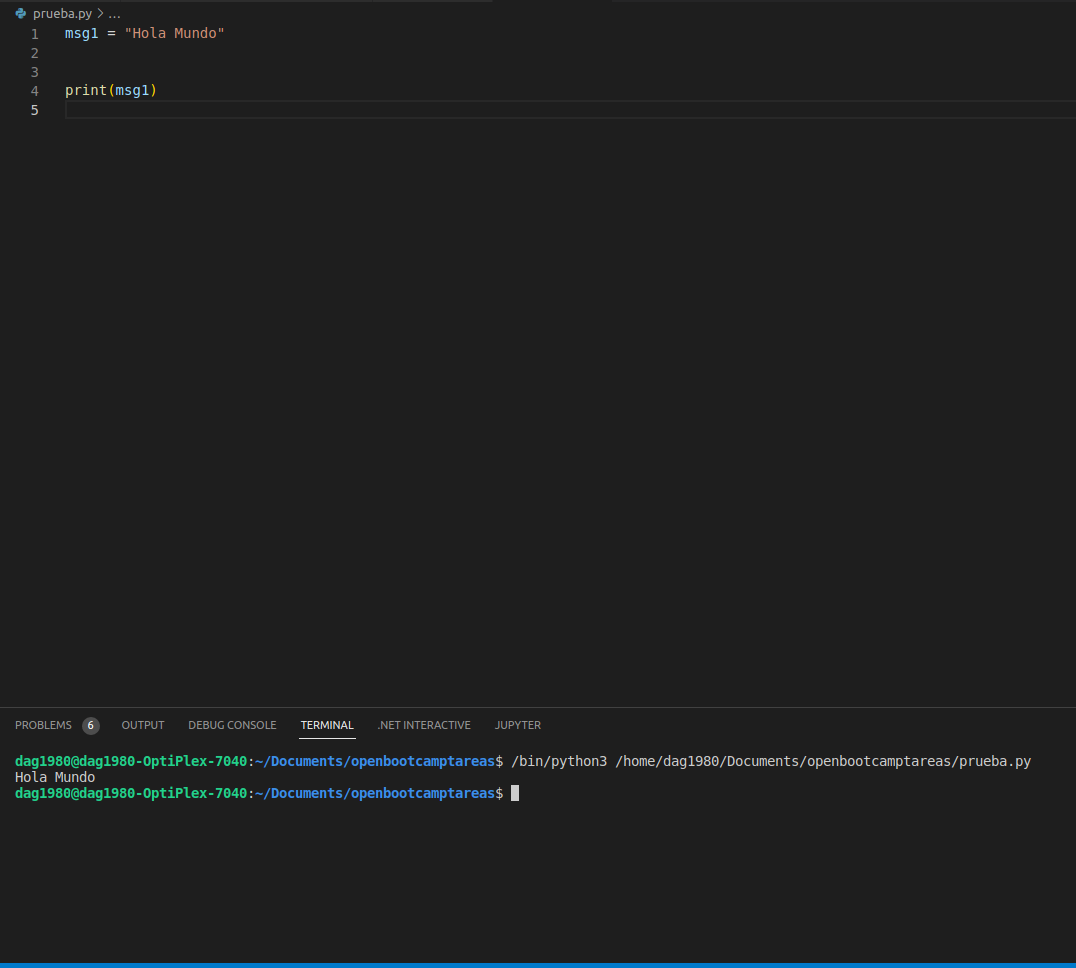 prueba.py > ...
1 msg1 = "Hola Mundo"
2
3
4 print(msg1)
5
PROBLEMS 6 OUTPUT DEBUG CONSOLE TERMINAL .NET INTERACTIVE JUPYTER
dag1980@dag1980-OptiPlex-7040:~/Documents/openbootcamptareas$ /bin/python3 /home/dag1980/Documents/openbootcamptareas/prueba.py
Hola Mundo
dag1980@dag1980-OptiPlex-7040:~/Documents/openbootcamptareas$